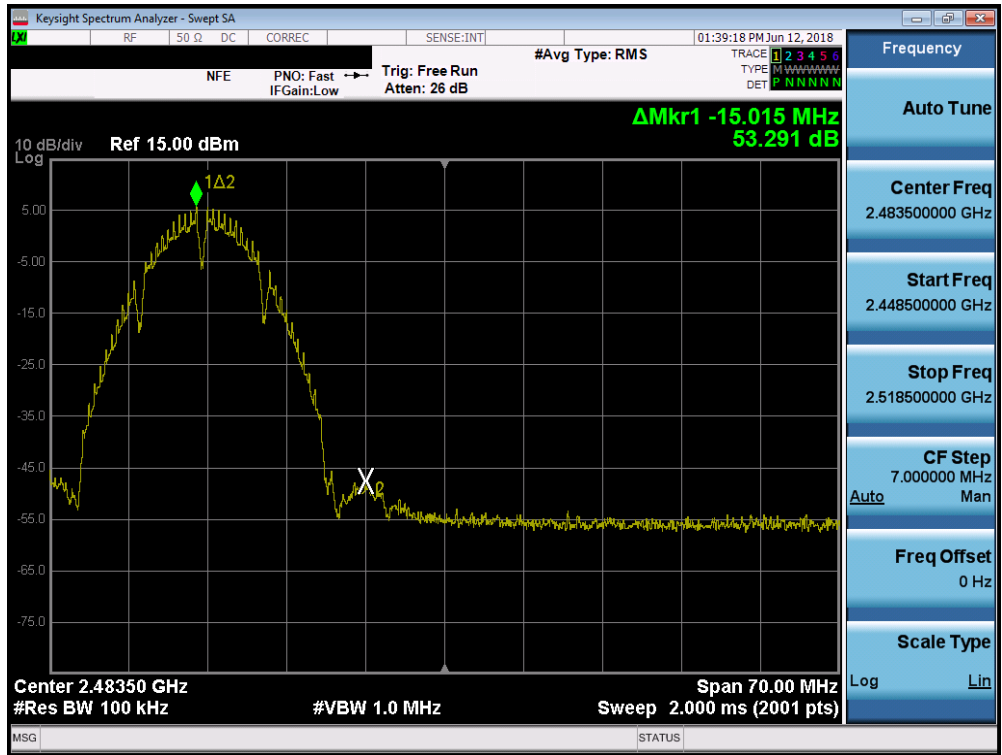 Keysight Spectrum Analyzer - Swept SA
LXI RF 50 Ω DC CORREC SENSE:INT 01:39:18 PM Jun 12, 2018
#Avg Type: RMS TRACE 1 2 3 4 5 6
NFE PNO: Fast Trig: Free Run TYPE M WWWWW
IFGain:Low Atten: 26 dB DET P N N N N N
ΔMkr1 -15.015 MHz
53.291 dB
10 dB/div Ref 15.00 dBm
Log
1Δ2
5.00
-5.00
-15.0
-25.0
-35.0
-45.0
X2
-55.0
-65.0
-75.0
Center 2.48350 GHz Span 70.00 MHz
#Res BW 100 kHz #VBW 1.0 MHz Sweep 2.000 ms (2001 pts)
MSG STATUS
Frequency
Auto Tune
Center Freq
2.483500000 GHz
Start Freq
2.448500000 GHz
Stop Freq
2.518500000 GHz
CF Step
7.000000 MHz
Auto Man
Freq Offset
0 Hz
Scale Type
Log Lin